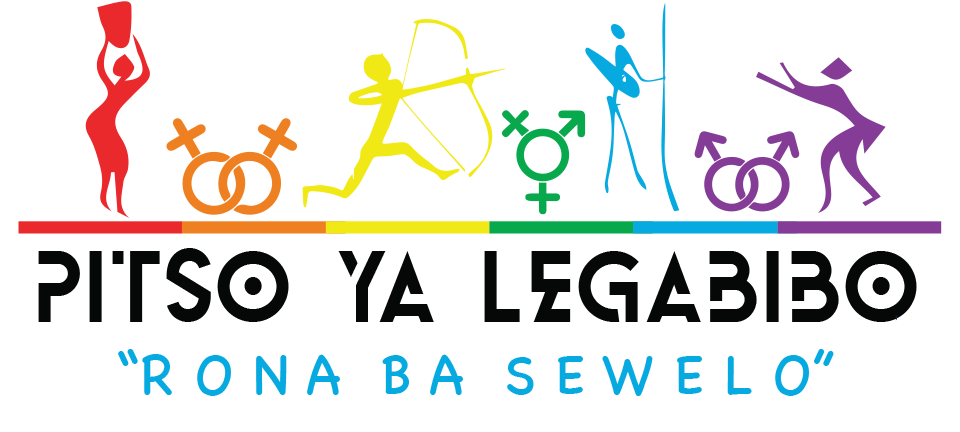 PITSO YA LEGABIBO
"RONA BA SEWELO"